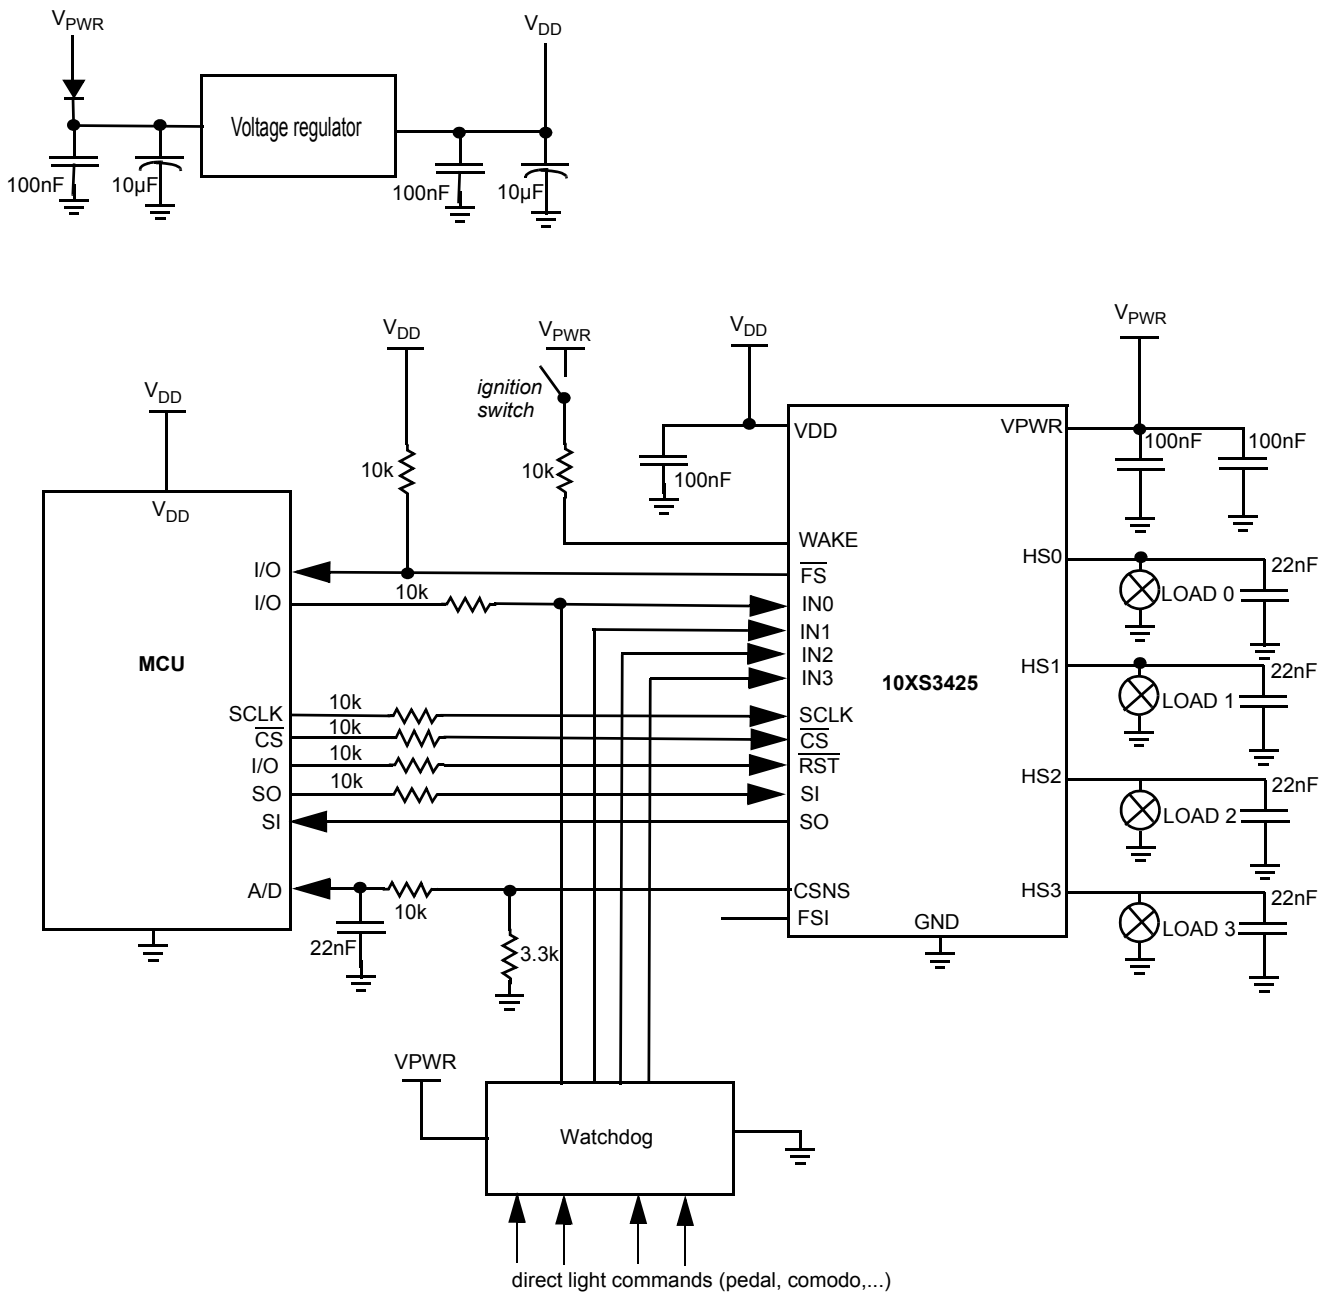 VPWR
VDD
Voltage regulator
100nF
10µF
100nF
10µF
VDD
VPWR
VDD
VPWR
VDD
ignition
switch
10k
10k
100nF
VDD
VPWR
100nF
100nF
VDD
WAKE
HS0
I/O
FS
22nF
10k
I/O
IN0
LOAD 0
IN1
MCU
IN2
HS1
22nF
IN3
10XS3425
10k
LOAD 1
SCLK
SCLK
10k
CS
CS
10k
I/O
RST
HS2
10k
22nF
SO
SI
LOAD 2
SI
SO
A/D
CSNS
HS3
22nF
10k
FSI
GND
LOAD 3
22nF
3.3k
VPWR
Watchdog
direct light commands (pedal, comodo,...)